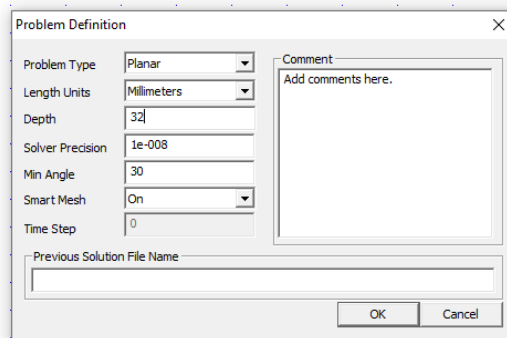 Problem Definition
Problem Type Planar
Length Units Millimeters
Depth 32
Solver Precision 1e-008
Min Angle 30
Smart Mesh On
Time Step 0
Comment
Add comments here.
Previous Solution File Name
OK Cancel